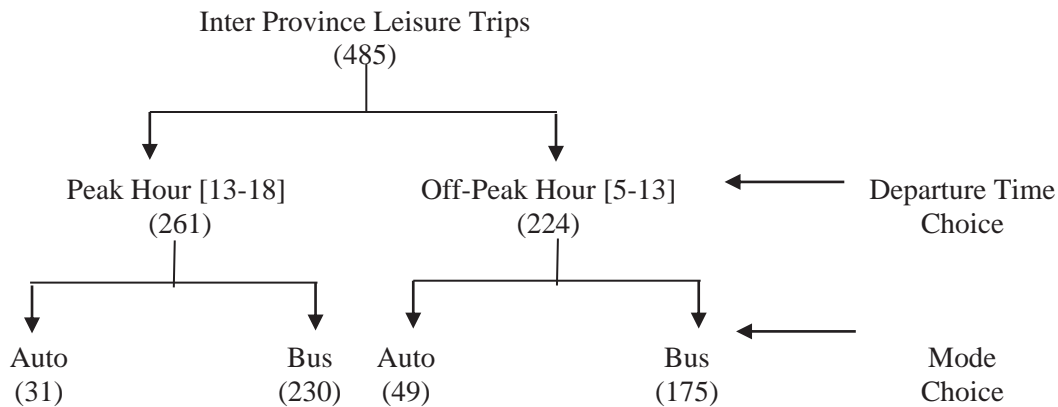 Inter Province Leisure Trips
(485)
Peak Hour [13-18]
(261)
Off-Peak Hour [5-13]
(224)
Departure Time
Choice
Auto
(31)
Bus
(230)
Auto
(49)
Bus
(175)
Mode
Choice